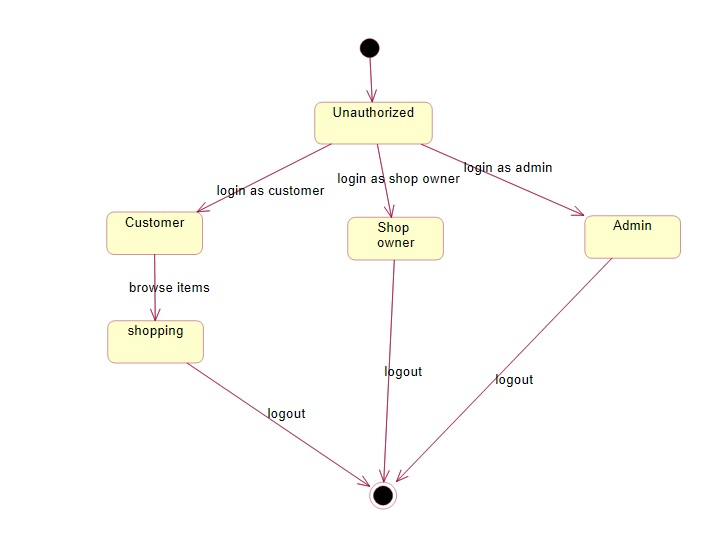 Unauthorized
login as customer
login as shop owner
login as admin
Customer
Shop
owner
Admin
browse items
shopping
logout
logout
logout